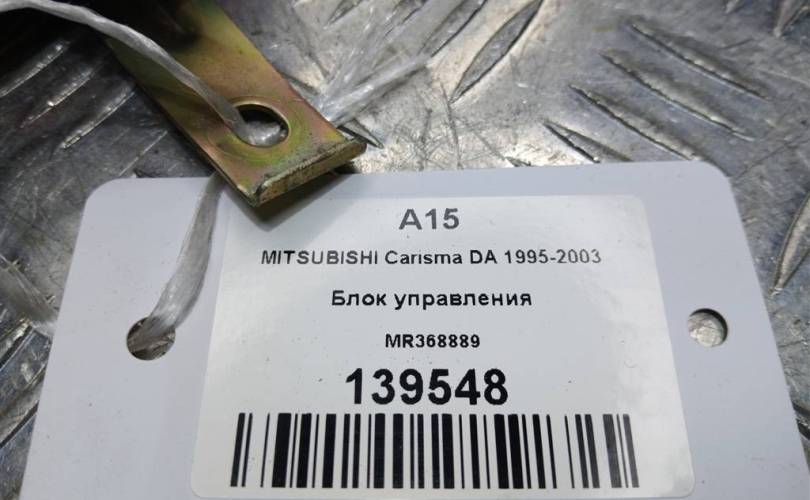 A15
MITSUBISHI Carisma DA 1995-2003
Блок управления
MR368889
139548